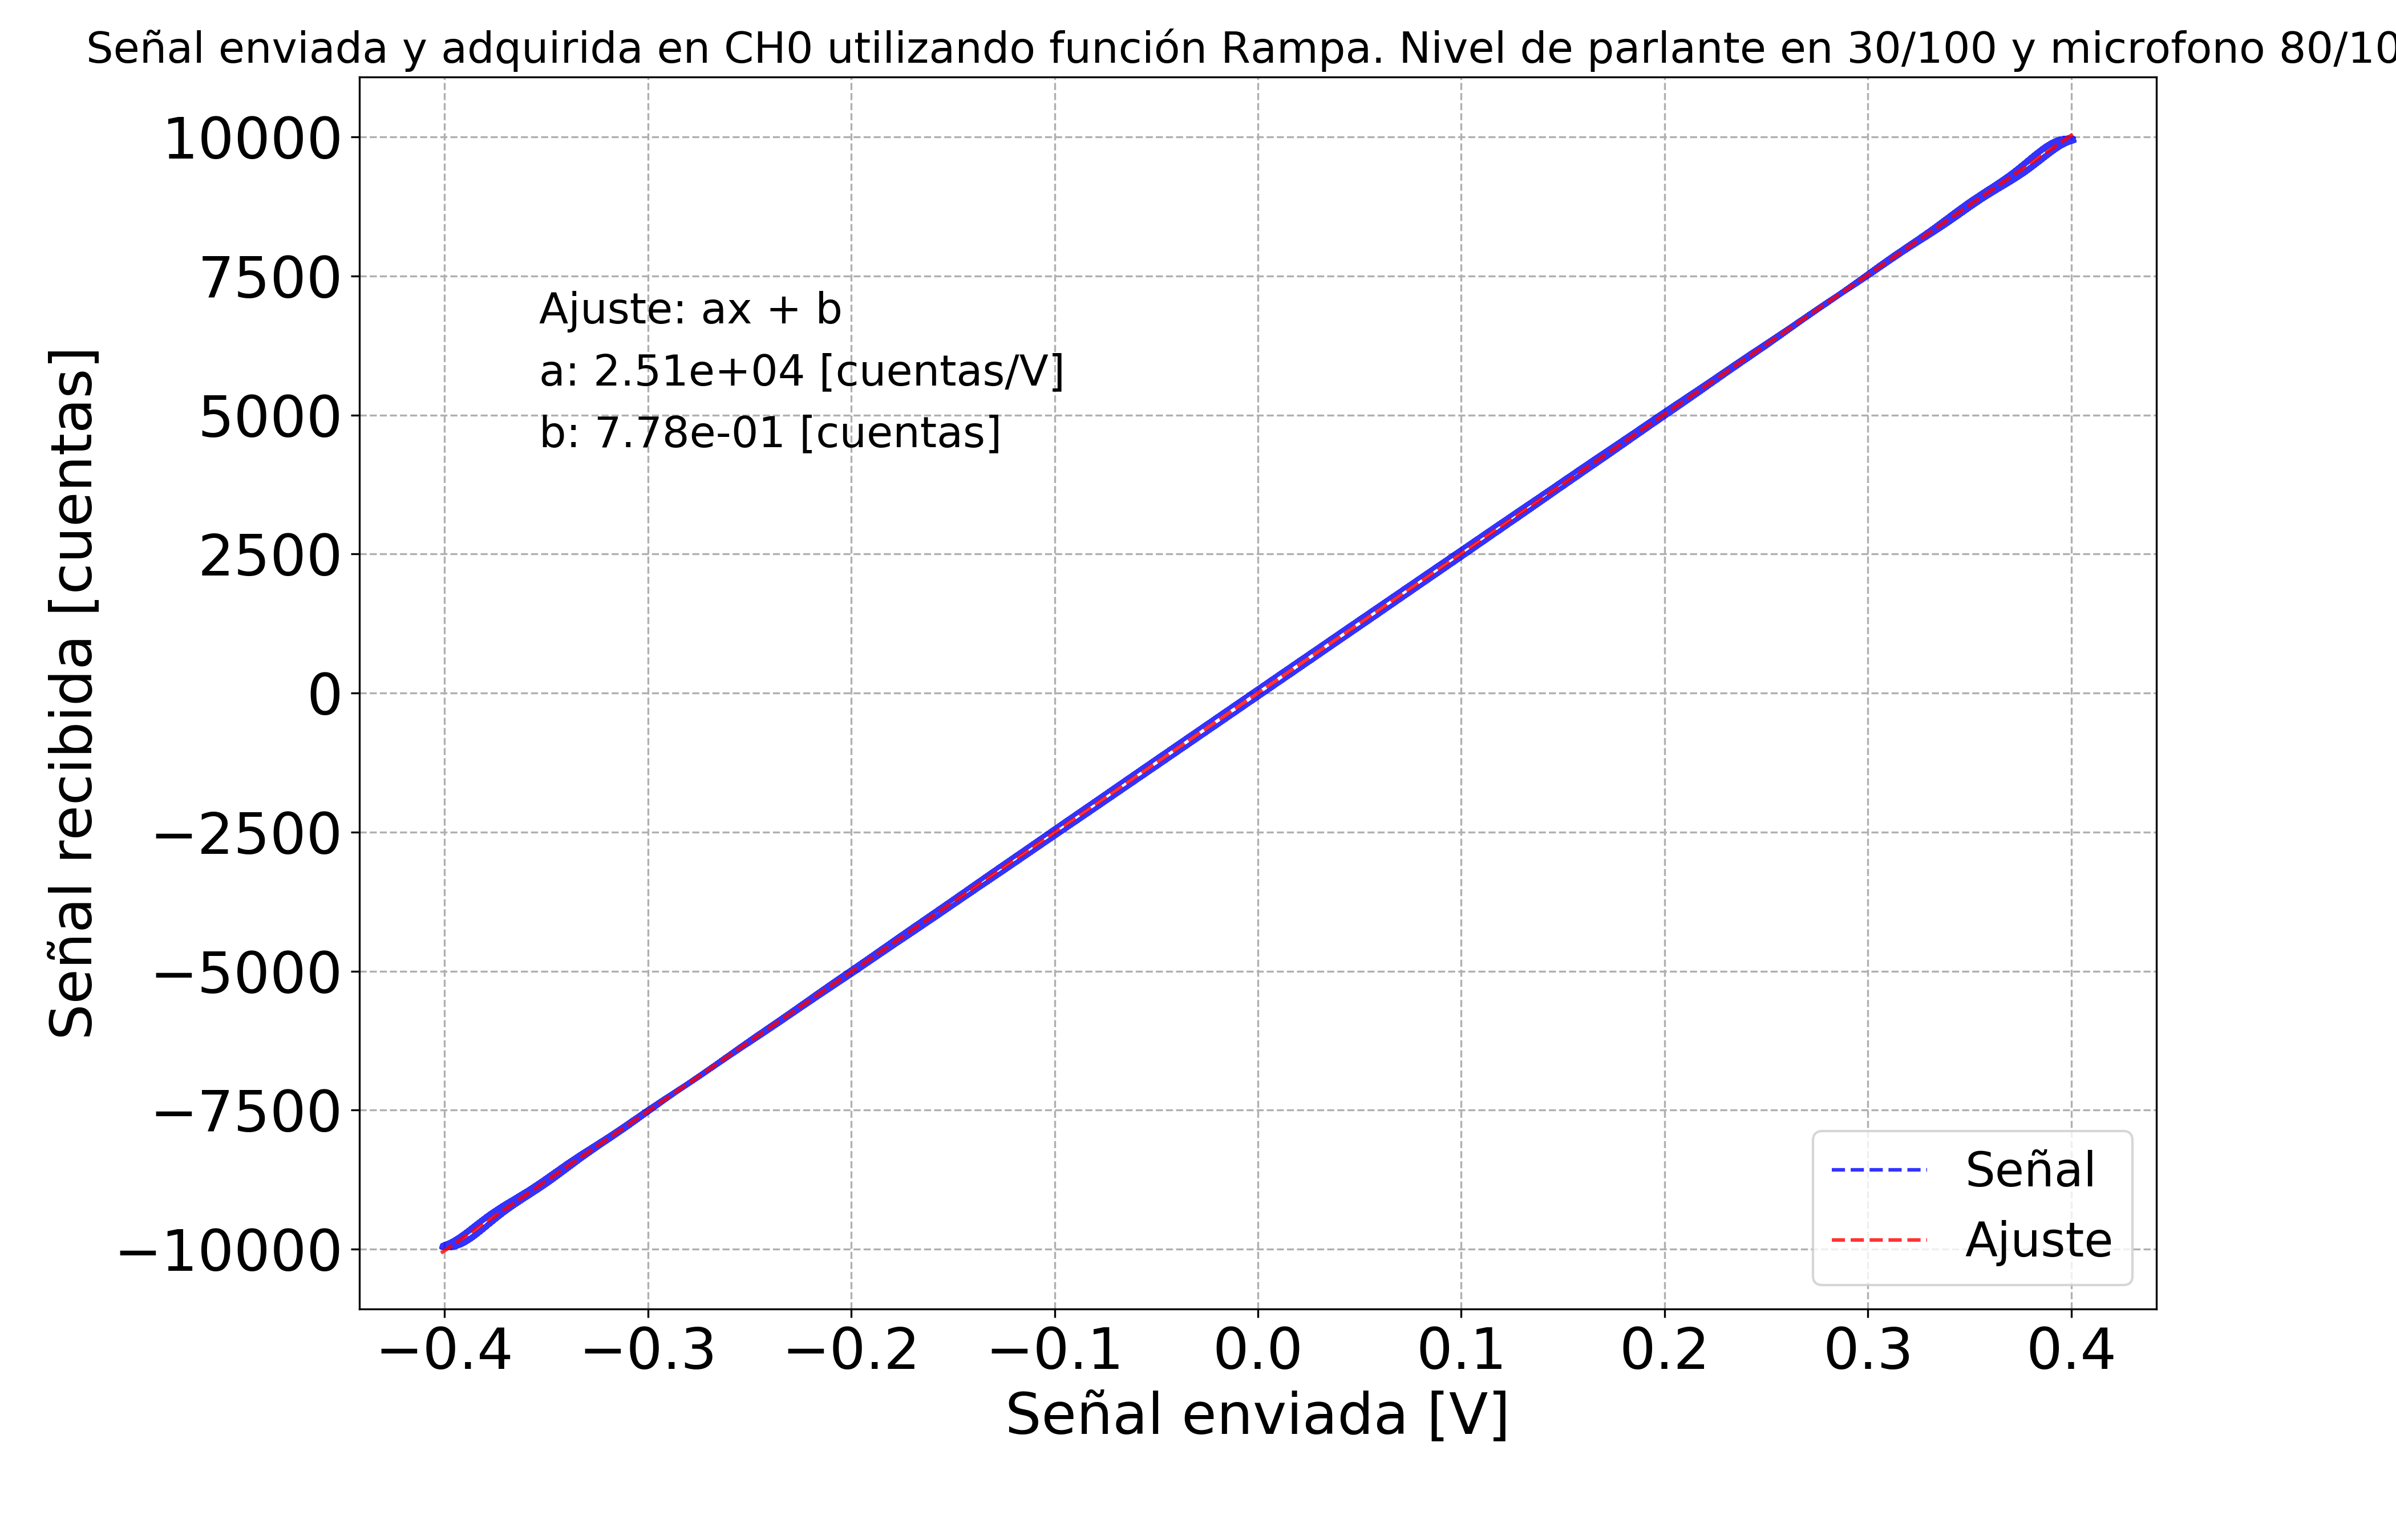 Señal enviada y adquirida en CH0 utilizando función Rampa. Nivel de parlante en 30/100 y microfono 80/10
10000
7500
5000
2500
0
−2500
−5000
−7500
−10000
Señal recibida [cuentas]
Ajuste: ax + b
a: 2.51e+04 [cuentas/V]
b: 7.78e-01 [cuentas]
Señal
Ajuste
−0.4 −0.3 −0.2 −0.1 0.0 0.1 0.2 0.3 0.4
Señal enviada [V]